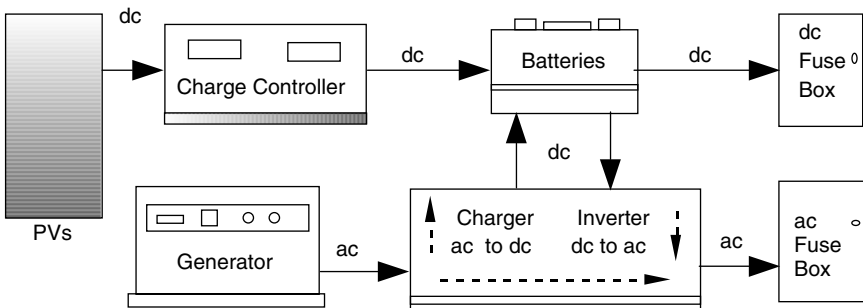 dc
dc
dc
dc
Fuse
Box
Charge Controller
Batteries
PVs
dc
Generator
ac
Charger
ac to dc
Inverter
dc to ac
ac
ac
Fuse
Box